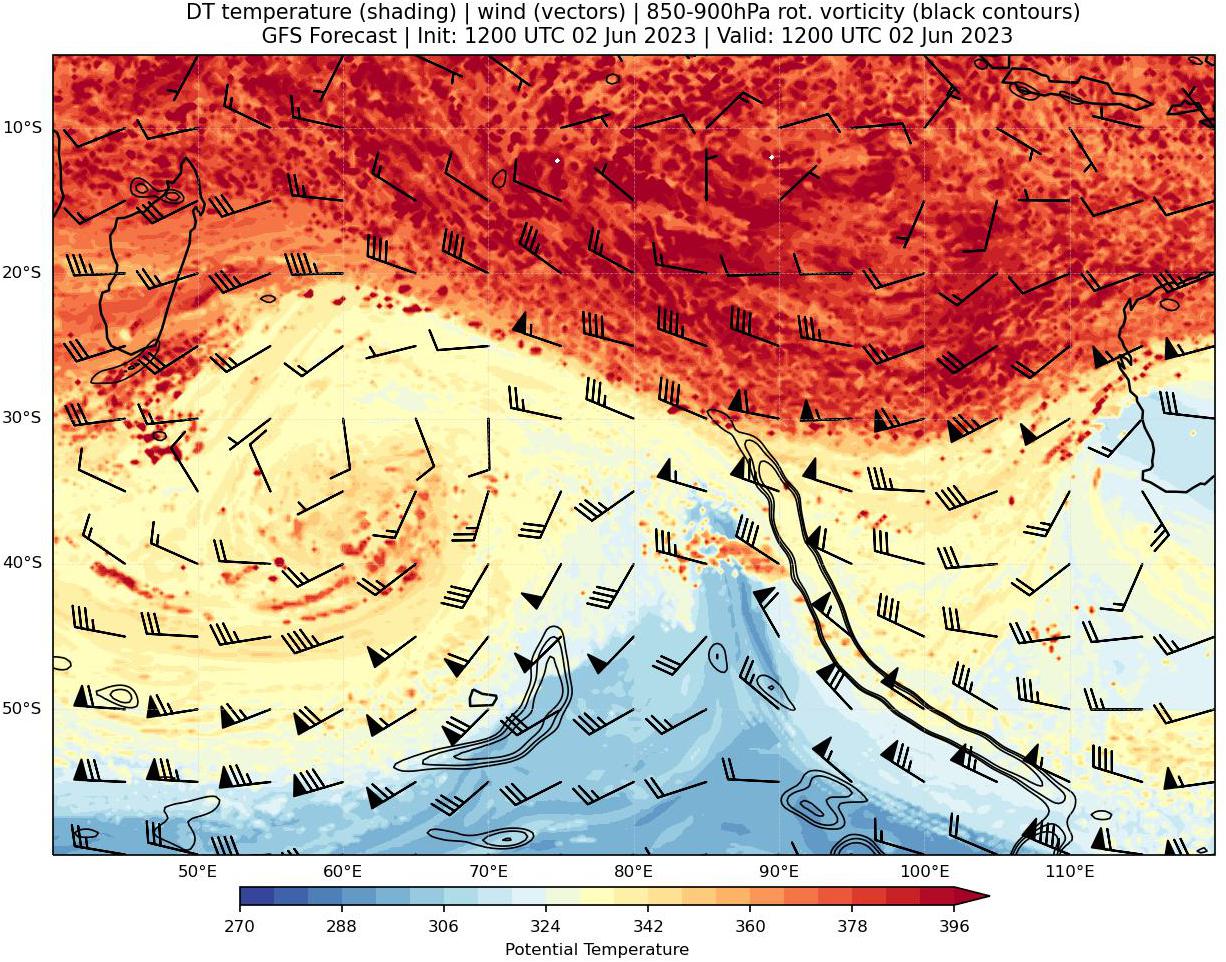 DT temperature (shading) | wind (vectors) | 850-900hPa rot. vorticity (black contours)
GFS Forecast | Init: 1200 UTC 02 Jun 2023 | Valid: 1200 UTC 02 Jun 2023
10°S
20°S
30°S
40°S
50°S
50°E 60°E 70°E 80°E 90°E 100°E 110°E
270 288 306 324 342 360 378 396
Potential Temperature